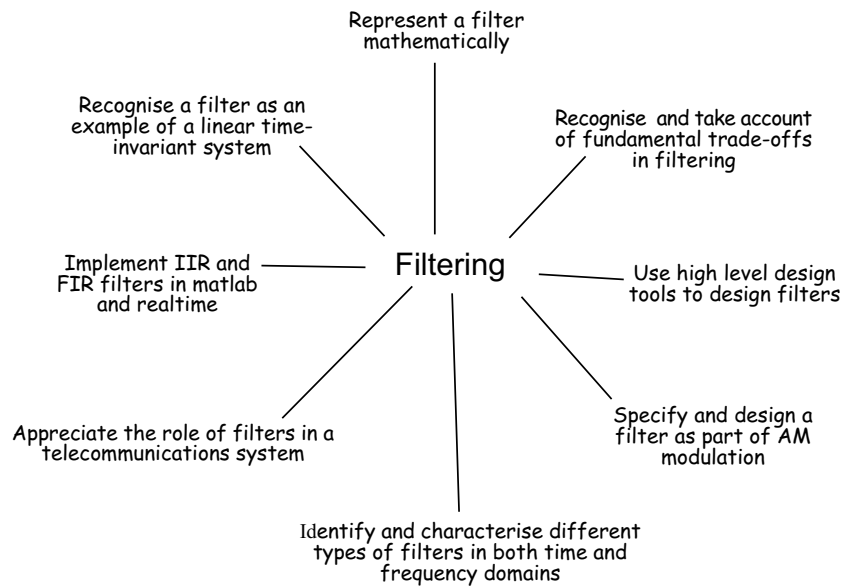 Represent a filter
mathematically
Recognise a filter as an
example of a linear time-
invariant system
Recognise and take account
of fundamental trade-offs
in filtering
Implement IIR and
FIR filters in matlab
and realtime
Filtering
Use high level design
tools to design filters
Appreciate the role of filters in a
telecommunications system
Specify and design a
filter as part of AM
modulation
Identify and characterise different
types of filters in both time and
frequency domains